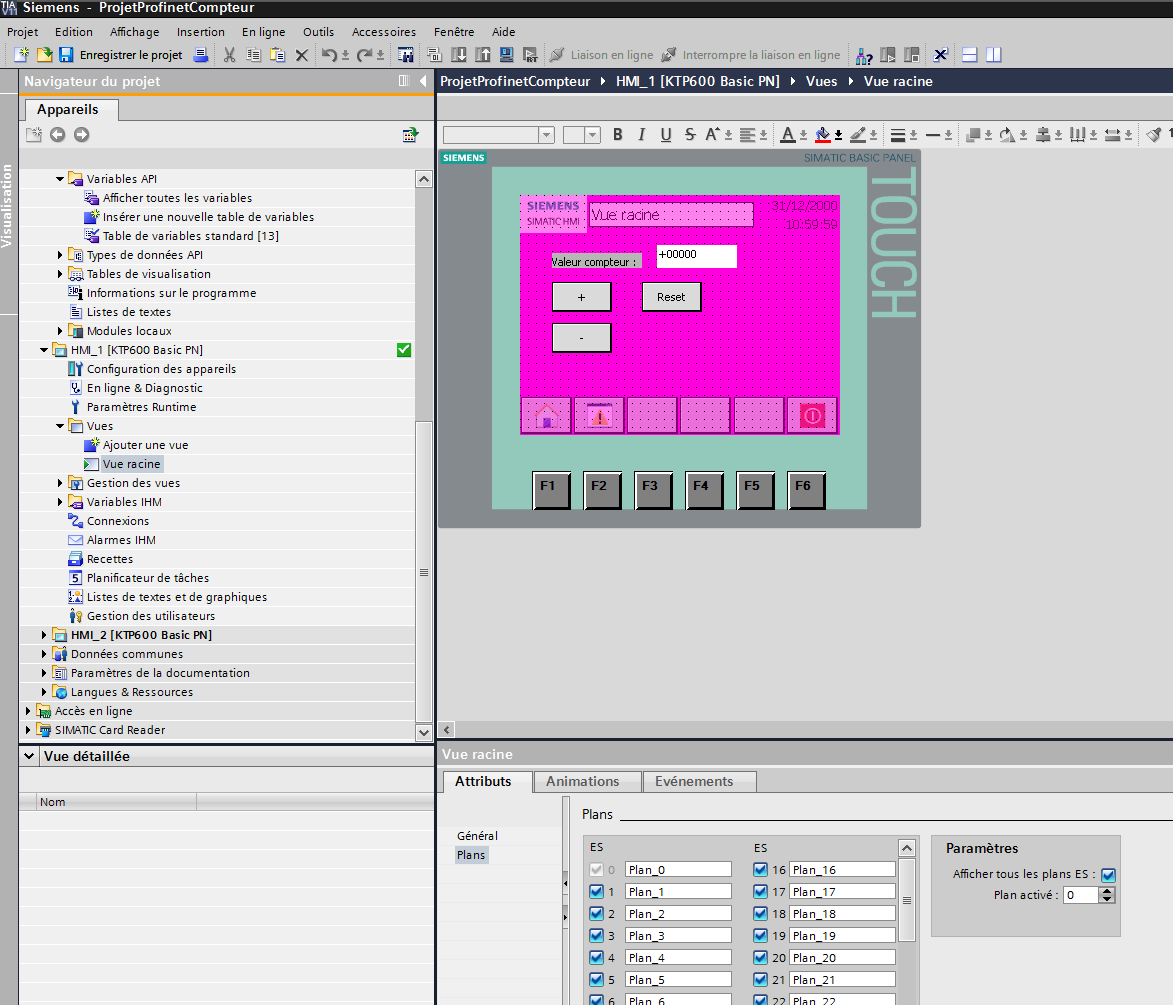 TIA
V11
Siemens - ProjetProfinetCompteur
Projet Edition Affichage Insertion En ligne Outils Accessoires Fenêtre Aide
Enregistrer le projet Liaison en ligne Interrompre la liaison en ligne
Navigateur du projet
Appareils
Visualisation
Variables API
Afficher toutes les variables
Insérer une nouvelle table de variables
Table de variables standard [13]
Types de données API
Tables de visualisation
Informations sur le programme
Listes de textes
Modules locaux
HMI_1 [KTP600 Basic PN]
Configuration des appareils
En ligne & Diagnostic
Paramètres Runtime
Vues
Ajouter une vue
Vue racine
Gestion des vues
Variables IHM
Connexions
Alarmes IHM
Recettes
Planificateur de tâches
Listes de textes et de graphiques
Gestion des utilisateurs
HMI_2 [KTP600 Basic PN]
Données communes
Paramètres de la documentation
Langues & Ressources
Accès en ligne
SIMATIC Card Reader
Vue détaillée
Nom
ProjetProfinetCompteur HMI_1 [KTP600 Basic PN] Vues Vue racine
B I U S A A
SIEMENS SIMATIC BASIC PANEL
TOUCH
SIEMENS
SIMATIC HMI
Vue racine
31/12/2000
10:59:59
Valeur compteur : +00000
+ Reset
-
F1 F2 F3 F4 F5 F6
Vue racine
Attributs Animations Evénements
Général
Plans
Plans
ES ES
0 Plan_0 16 Plan_16
1 Plan_1 17 Plan_17
2 Plan_2 18 Plan_18
3 Plan_3 19 Plan_19
4 Plan_4 20 Plan_20
5 Plan_5 21 Plan_21
6 Plan_6 22 Plan_22
Paramètres
Afficher tous les plans ES :
Plan activé : 0